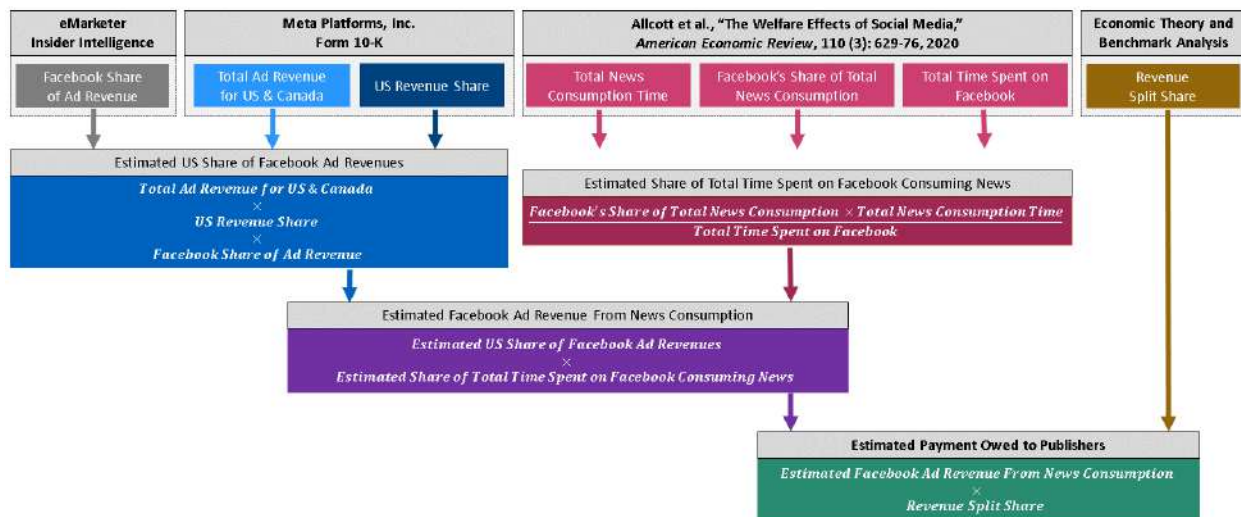 eMarketer
Insider Intelligence
Meta Platforms, Inc.
Form 10-K
Allcott et al., “The Welfare Effects of Social Media,”
American Economic Review, 110 (3): 629-76, 2020
Economic Theory and
Benchmark Analysis
Facebook Share
of Ad Revenue
Total Ad Revenue
for US & Canada
US Revenue Share
Total News
Consumption Time
Facebook's Share of Total
News Consumption
Total Time Spent on
Facebook
Revenue
Split Share
Estimated US Share of Facebook Ad Revenues
Total Ad Revenue for US & Canada
×
US Revenue Share
×
Facebook Share of Ad Revenue
Estimated Share of Total Time Spent on Facebook Consuming News
Facebook's Share of Total News Consumption × Total News Consumption Time
Total Time Spent on Facebook
Estimated Facebook Ad Revenue From News Consumption
Estimated US Share of Facebook Ad Revenues
×
Estimated Share of Total Time Spent on Facebook Consuming News
Estimated Payment Owed to Publishers
Estimated Facebook Ad Revenue From News Consumption
×
Revenue Split Share